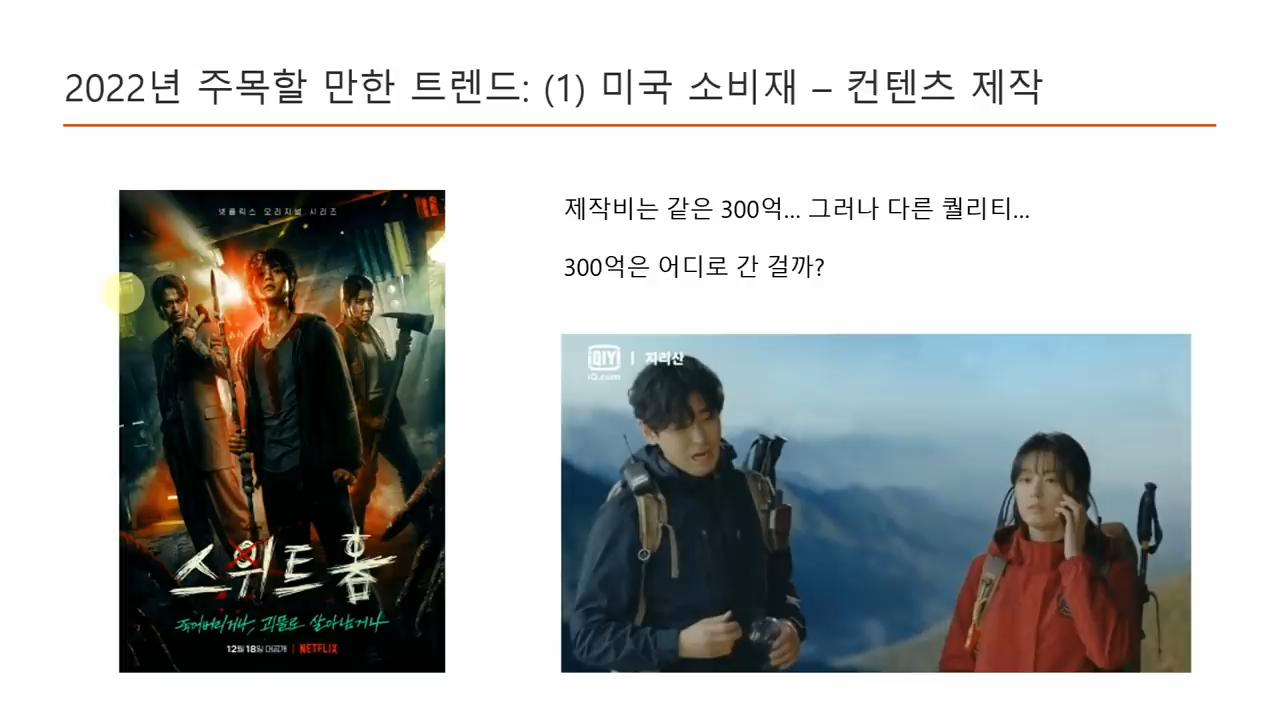 2022년 주목할 만한 트렌드: (1) 미국 소비재 – 컨텐츠 제작
넷플릭스 오리지널 시리즈
스위트홈
죽어버리거나, 괴물로 살아남거나
12월 18일 대공개 | NETFLIX
제작비는 같은 300억... 그러나 다른 퀄리티...
300억은 어디로 간 걸까?
QIY | 지리산
iQ.com